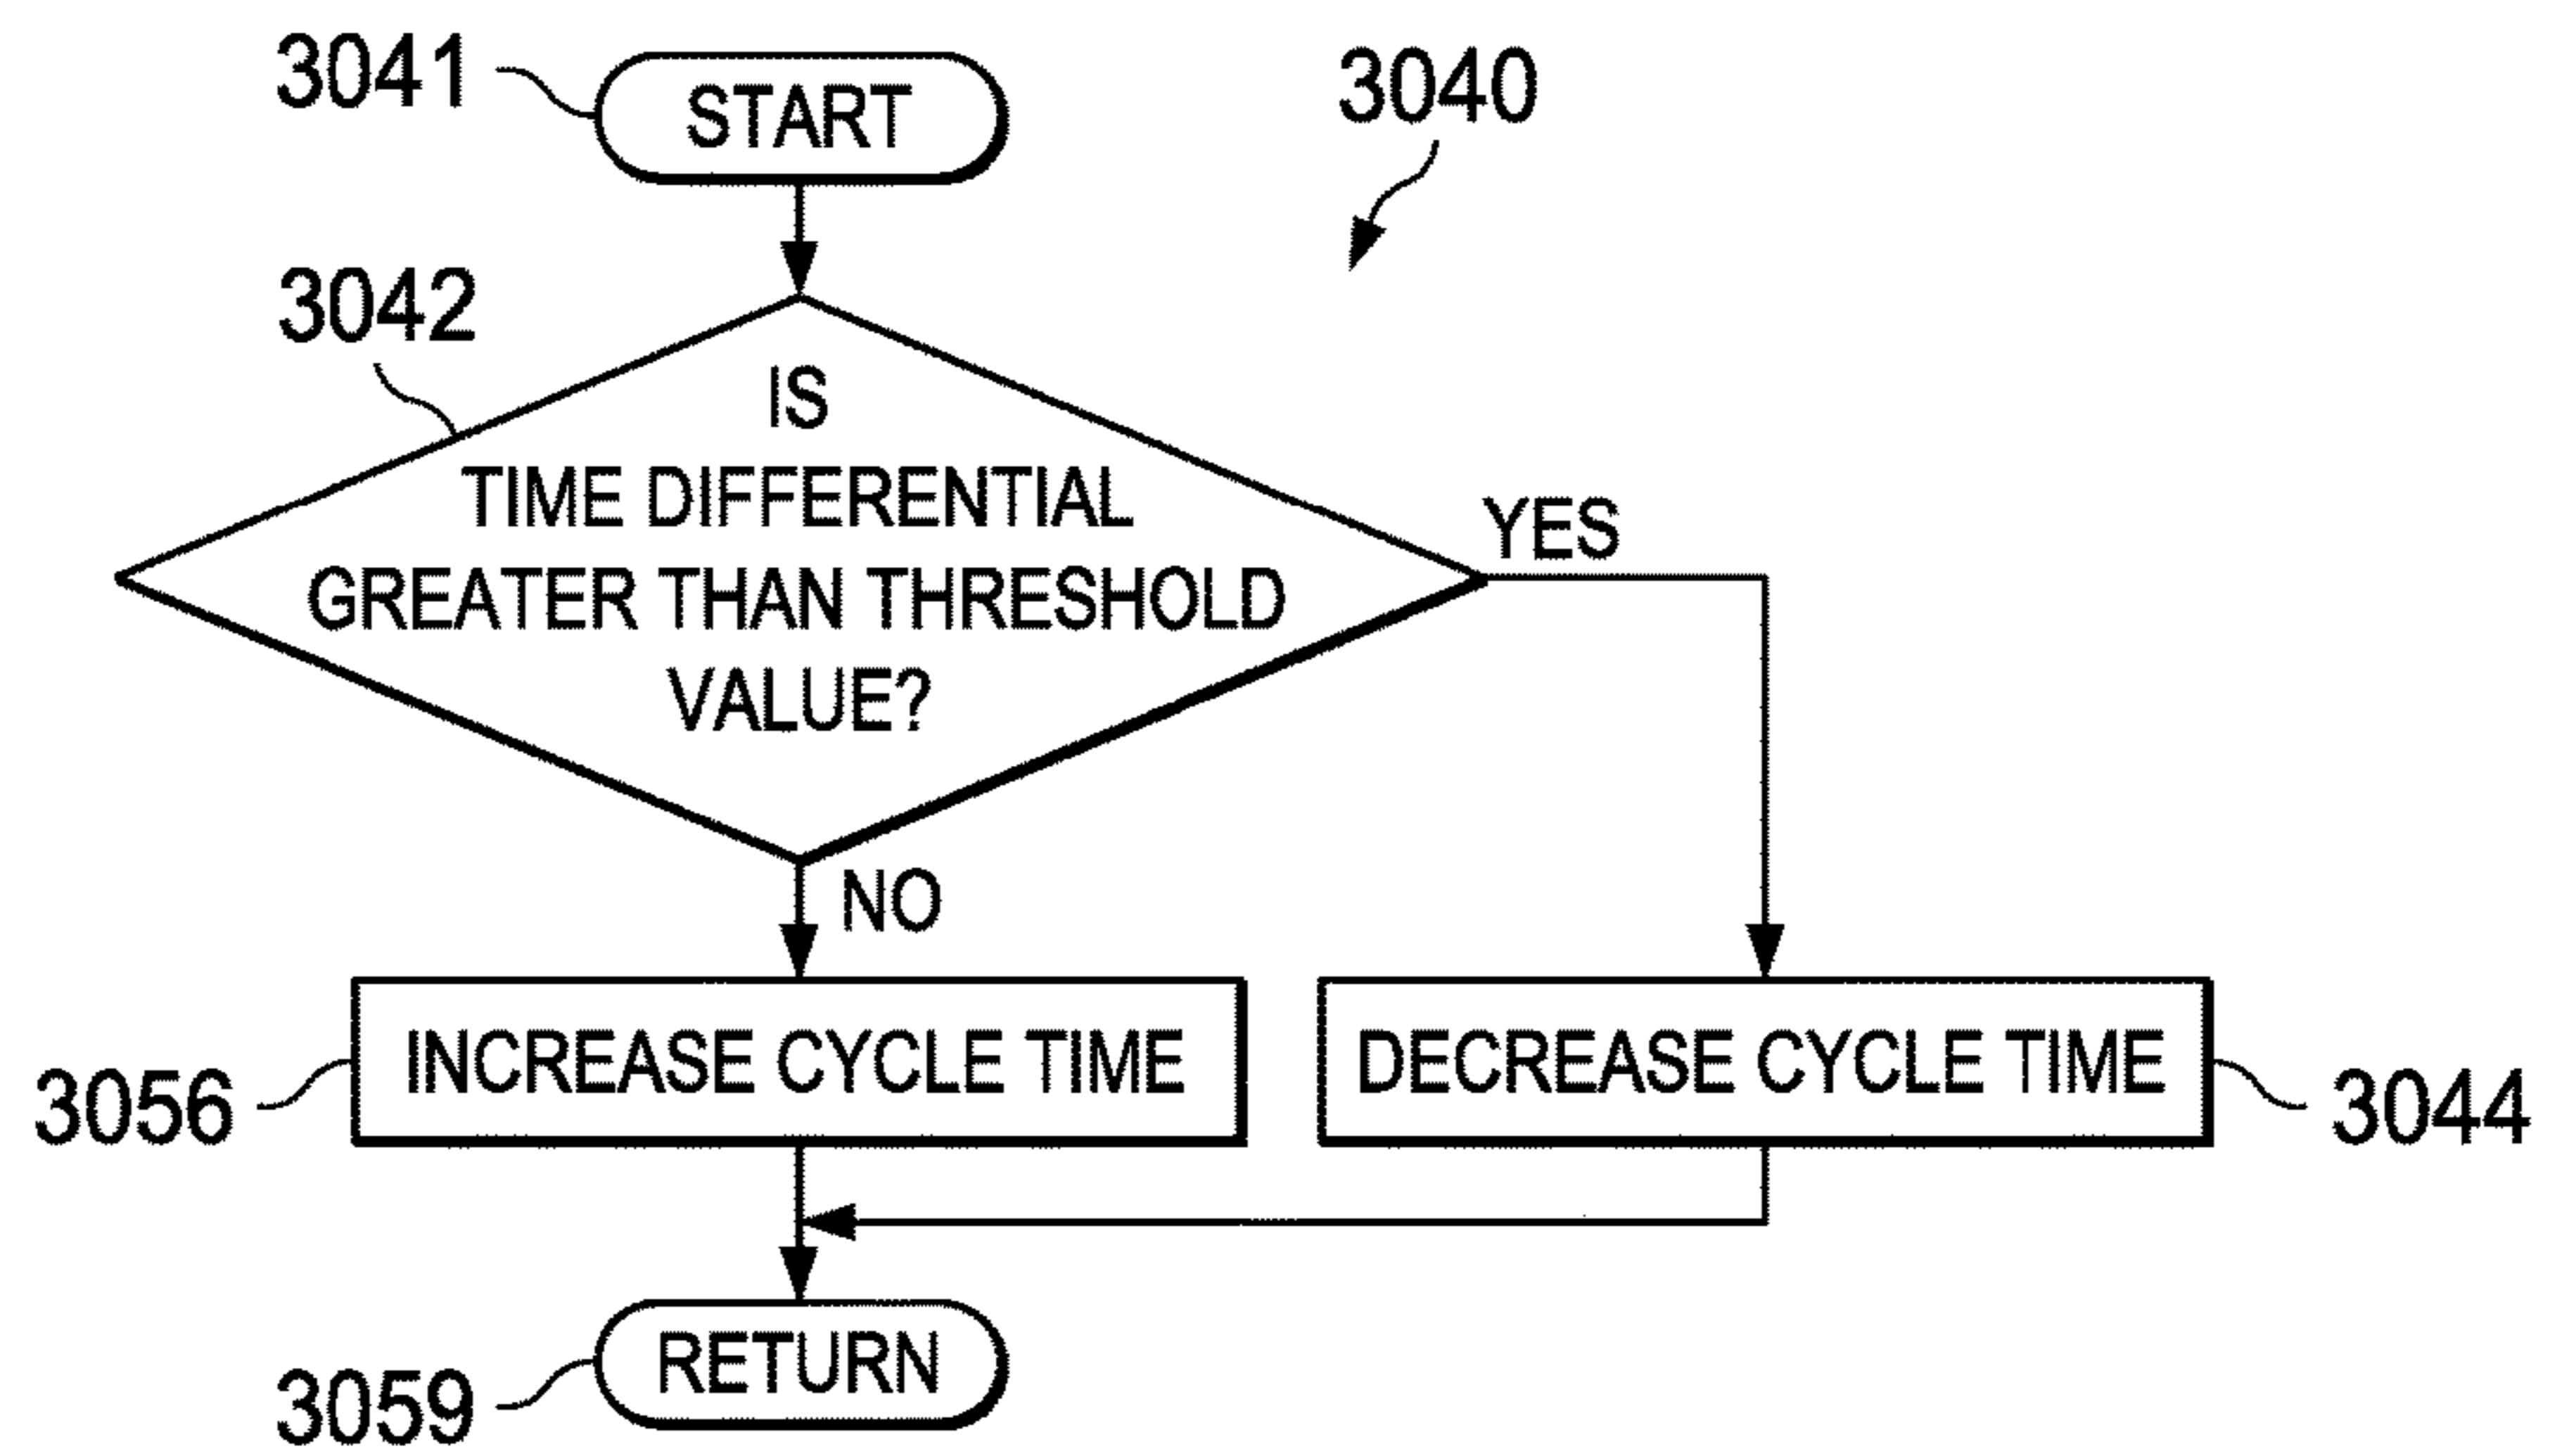 3041
START
3040
3042
IS
TIME DIFFERENTIAL
GREATER THAN THRESHOLD
VALUE?
YES
NO
INCREASE CYCLE TIME
DECREASE CYCLE TIME
3056
3044
RETURN
3059